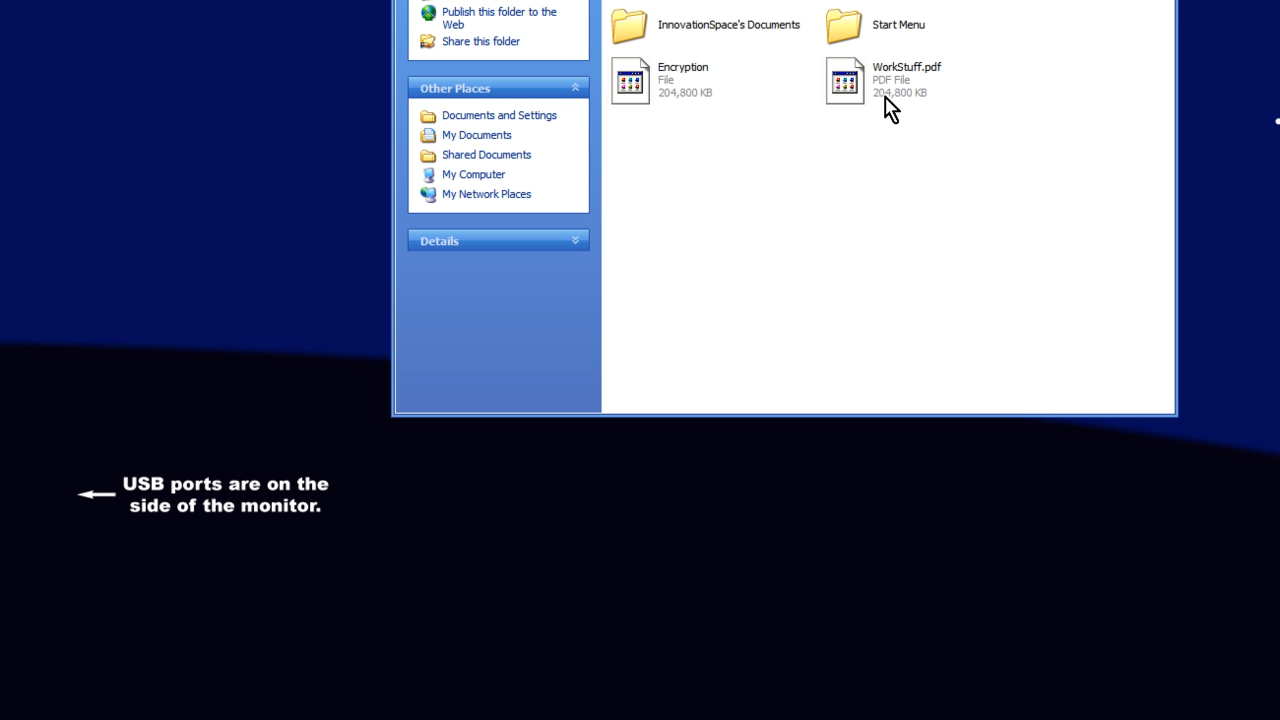 Publish this folder to the
Web
Share this folder
Other Places
Documents and Settings
My Documents
Shared Documents
My Computer
My Network Places
Details
InnovationSpace's Documents
Start Menu
Encryption
File
204,800 KB
WorkStuff.pdf
PDF File
204,800 KB
USB ports are on the
side of the monitor.